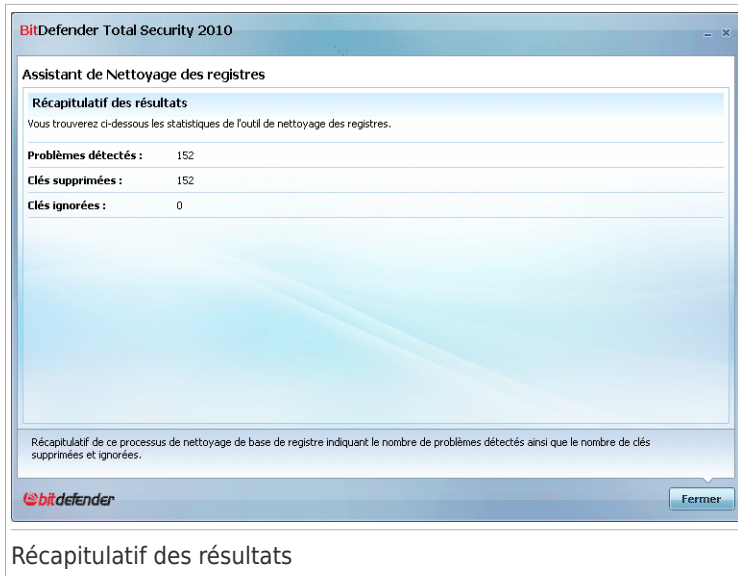 BitDefender Total Security 2010
Assistant de Nettoyage des registres
Récapitulatif des résultats
Vous trouverez ci-dessous les statistiques de l'outil de nettoyage des registres.
Problèmes détectés : 152
Clés supprimées : 152
Clés ignorées : 0
Récapitulatif de ce processus de nettoyage de base de registre indiquant le nombre de problèmes détectés ainsi que le nombre de clés
supprimées et ignorées.
bitdefender
Fermer
Récapitulatif des résultats